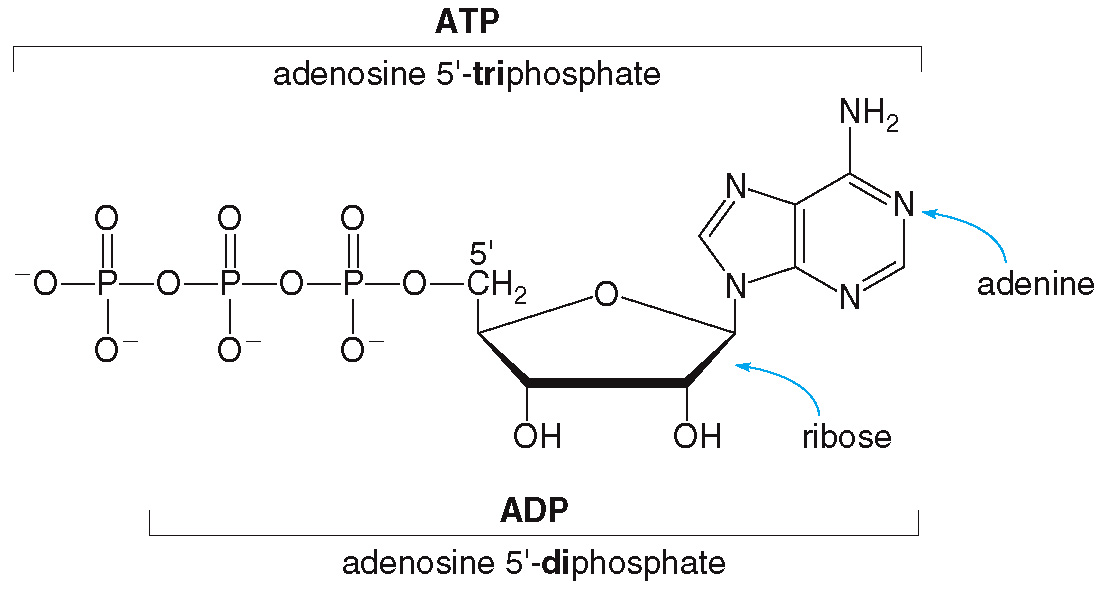 ATP
adenosine 5'-triphosphate
NH₂
N N
O O O
5'
⁻O P O P O P O CH₂ O N N
adenine
O⁻ O⁻ O⁻
OH OH
ribose
ADP
adenosine 5'-diphosphate